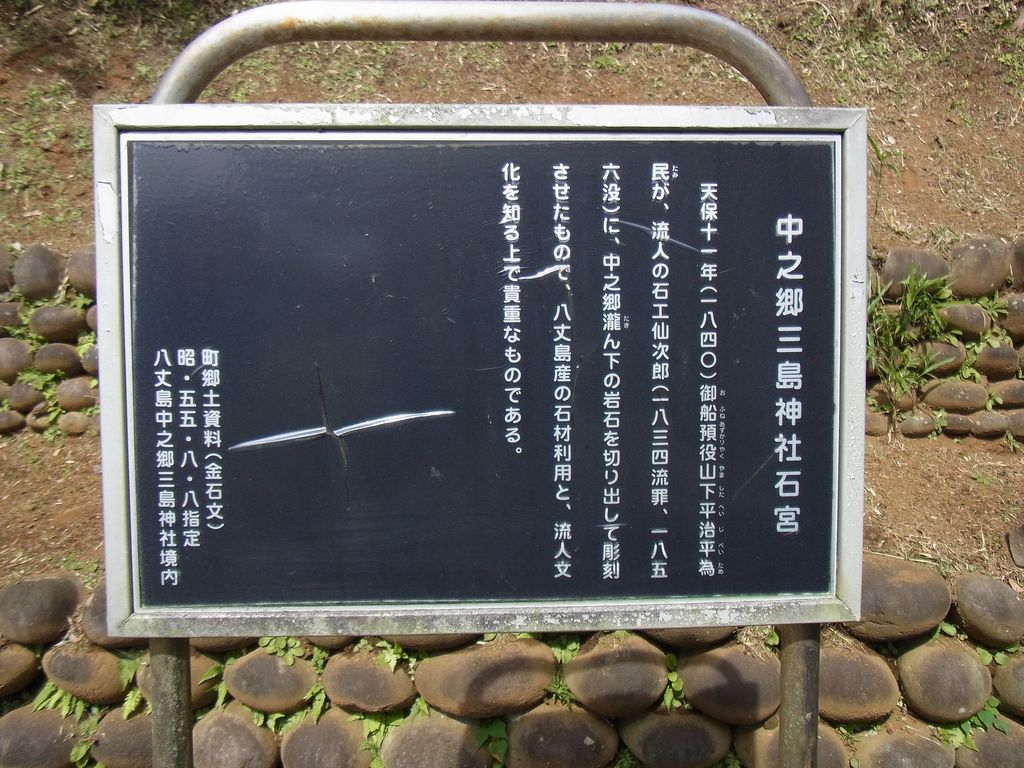 中之郷三島神社石宮
天保十一年(一八四〇)御船預役山下平治平為
民が、流人の石工仙次郎(一八三四流罪、一八五
六没)に、中之郷瀧ん下の岩石を切り出して彫刻
させたもので、八丈島産の石材利用と、流人文
化を知る上で貴重なものである。
町郷土資料(金石文)
昭・五五・八・八指定
八丈島中之郷三島神社境内